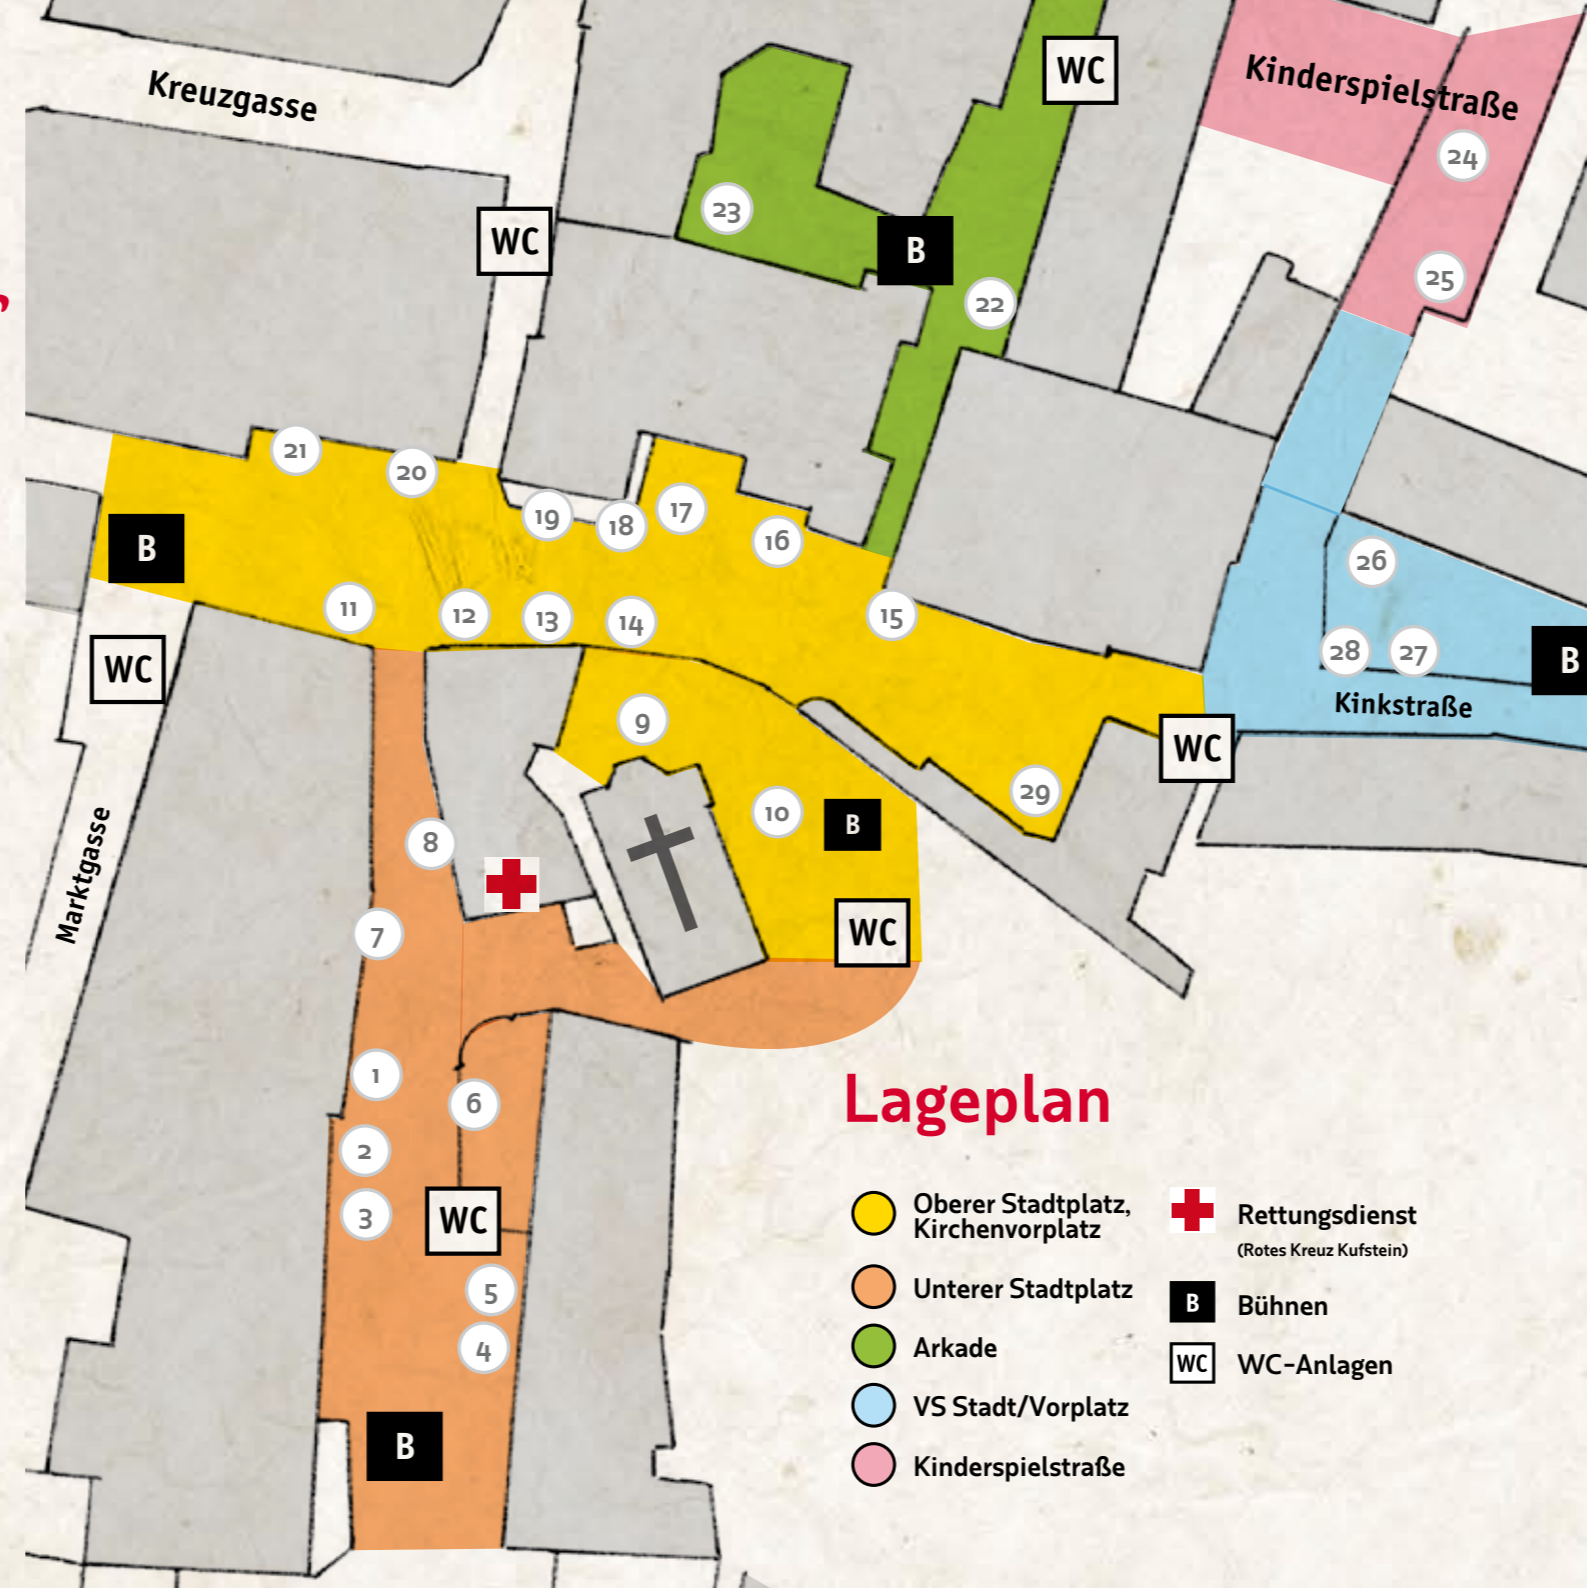 WC
Kinderspielstraße
Kreuzgasse
24
23
WC
B
25
22
21
20
19
18
17
16
B
26
11
12
13
14
15
28
27
B
WC
Kinkstraße
9
WC
29
10
B
8
Marktgasse
7
WC
1
6
Lageplan
2
3
WC
Oberer Stadtplatz,
Kirchenvorplatz
Rettungsdienst
(Rotes Kreuz Kufstein)
5
Unterer Stadtplatz
B
Bühnen
4
Arkade
WC
WC-Anlagen
VS Stadt/Vorplatz
B
Kinderspielstraße